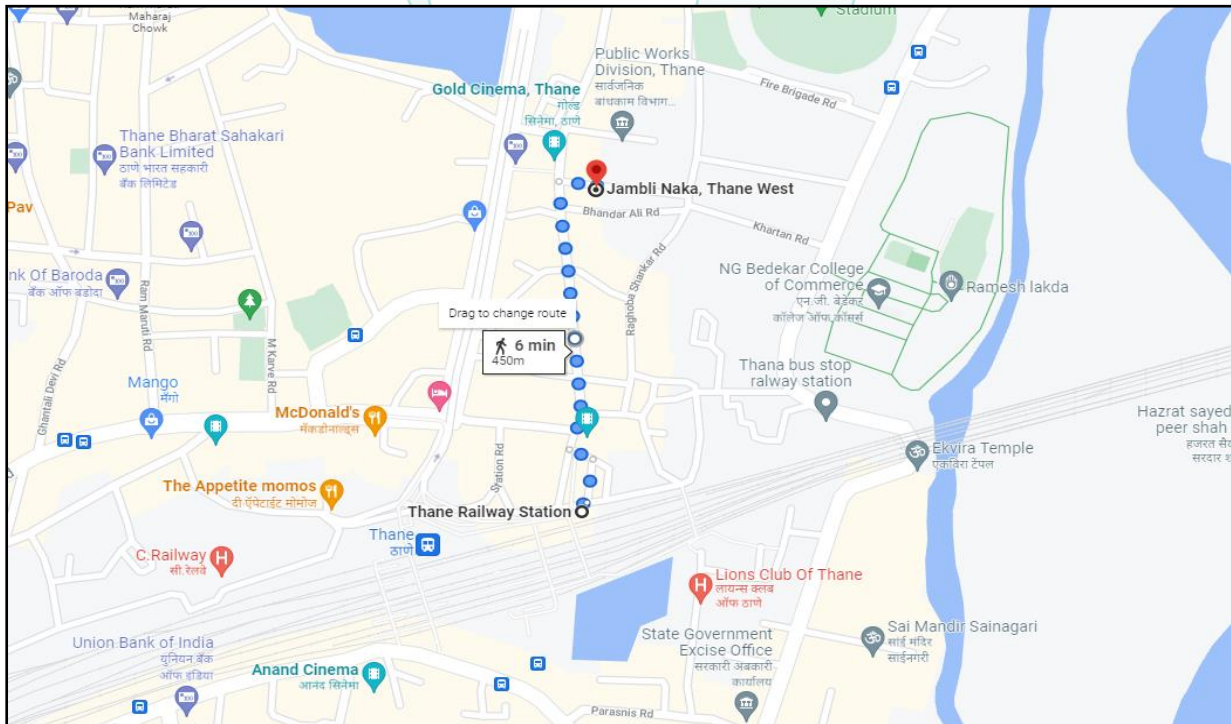 Maharaj
Chowk
Stadium
Public Works
Division, Thane
सार्वजनिक
बांधकाम विभाग...
Fire Brigade Rd
Gold Cinema, Thane
गोल्ड
सिनेमा, ठाणे
Thane Bharat Sahakari
Bank Limited
ठाणे भारत सहकारी
बँक लिमिटेड
Pav
Jambli Naka, Thane West
Bhandar Ali Rd
Khartan Rd
Raghoba Shankar Rd
nk Of Baroda
बँक ऑफ बडोदा
Ram Maruti Rd
M Karve Rd
Ghantali Devi Rd
NG Bedekar College
of Commerce
एन.जी. बेडेकर
कॉलेज ऑफ कॉमर्स
Ramesh lakda
Drag to change route
6 min
450m
Thana bus stop
ralway station
Mango
मँगो
McDonald's
मॅकडोनाल्ड्स
Hazrat sayed
peer shah
हजरत सै
सरदार श
Ekvira Temple
एकविरा टेंपल
Station Rd
The Appetite momos
दी ऍपेटाईट मोमोज
Thane Railway Station
Thane
ठाणे
C.Railway
सी.रेलवे
Lions Club Of Thane
लायन्स क्लब
ऑफ ठाणे
State Government
Excise Office
सरकारी अबकारी
कार्यालय
Sai Mandir Sainagari
साई मंदिर
साईनगरी
Union Bank of India
युनियन बँक
ऑफ इंडिया
Anand Cinema
आनंद सिनेमा
Parasnis Rd